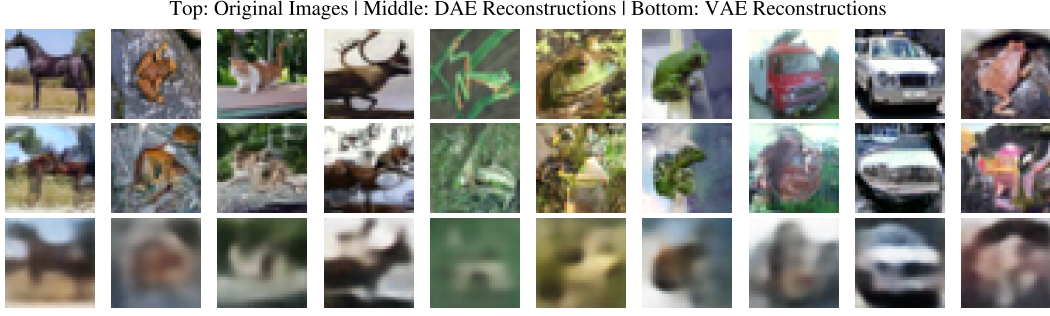 Top: Original Images | Middle: DAE Reconstructions | Bottom: VAE Reconstructions